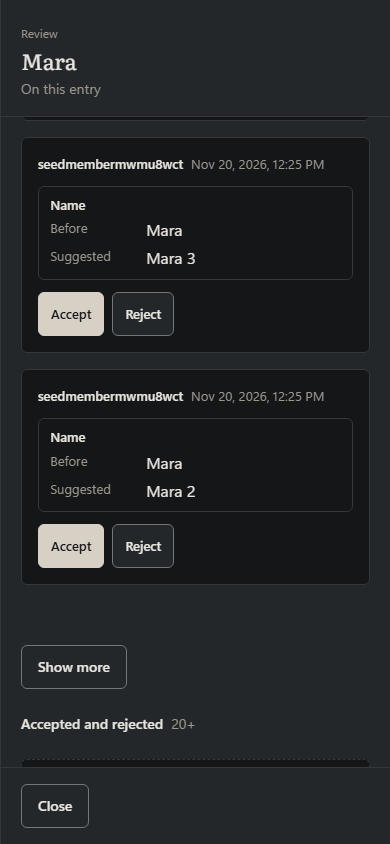 Review
Mara
On this entry
seedmembermwmu8wct Nov 20, 2026, 12:25 PM
Name
Before Mara
Suggested Mara 3
Accept Reject
seedmembermwmu8wct Nov 20, 2026, 12:25 PM
Name
Before Mara
Suggested Mara 2
Accept Reject
Show more
Accepted and rejected 20+
Close